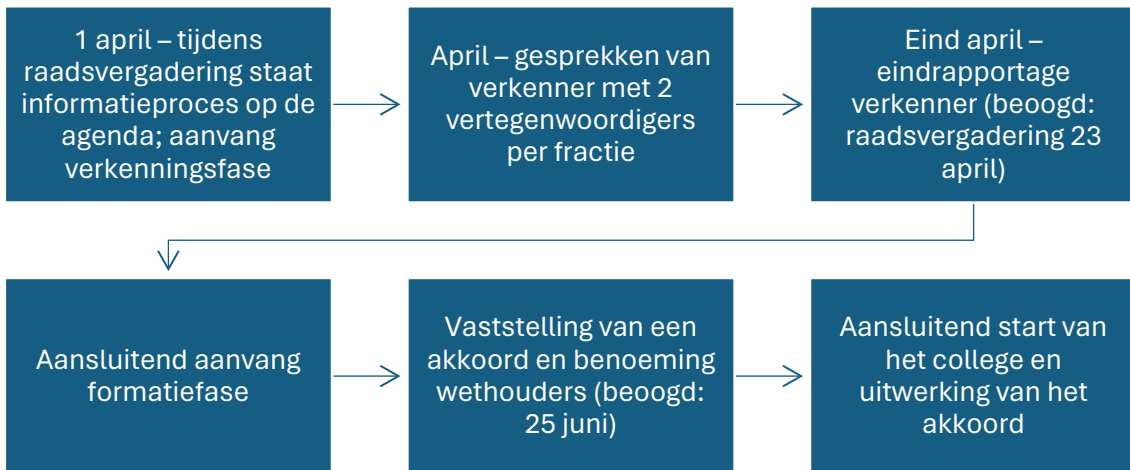 1 april – tijdens
raadsvergadering staat
informatieproces op de
agenda; aanvang
verkenningsfase
April – gesprekken van
verkenner met 2
vertegenwoordigers
per fractie
Eind april –
eindrapportage
verkenner (beoogd:
raadsvergadering 23
april)
Aansluitend aanvang
formatiefase
Vaststelling van een
akkoord en benoeming
wethouders (beoogd:
25 juni)
Aansluitend start van
het college en
uitwerking van het
akkoord